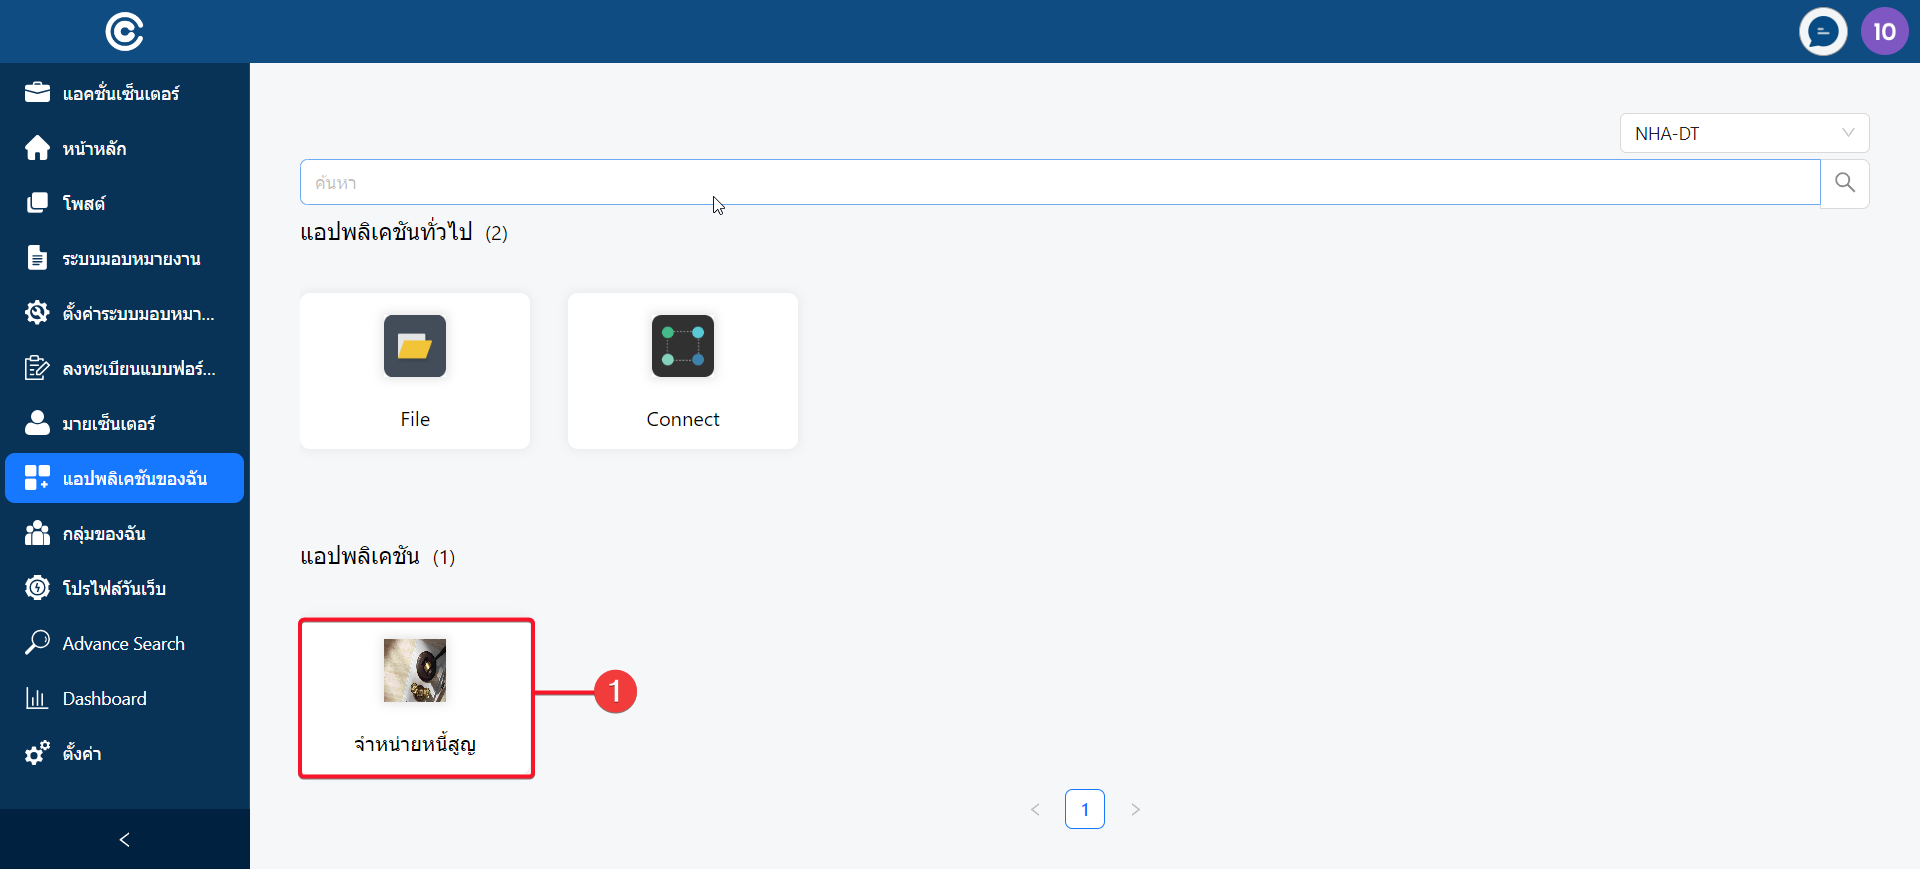 10
แอคชั่นเซ็นเตอร์
หน้าหลัก
โพสต์
ระบบมอบหมายงาน
ตั้งค่าระบบมอบหมา...
ลงทะเบียนแบบฟอร์...
มายเซ็นเตอร์
แอปพลิเคชันของฉัน
กลุ่มของฉัน
โปรไฟล์วันเว็บ
Advance Search
Dashboard
ตั้งค่า
NHA-DT
ค้นหา
แอปพลิเคชันทั่วไป (2)
File
Connect
แอปพลิเคชัน (1)
จำหน่ายหนี้สูญ
1
1